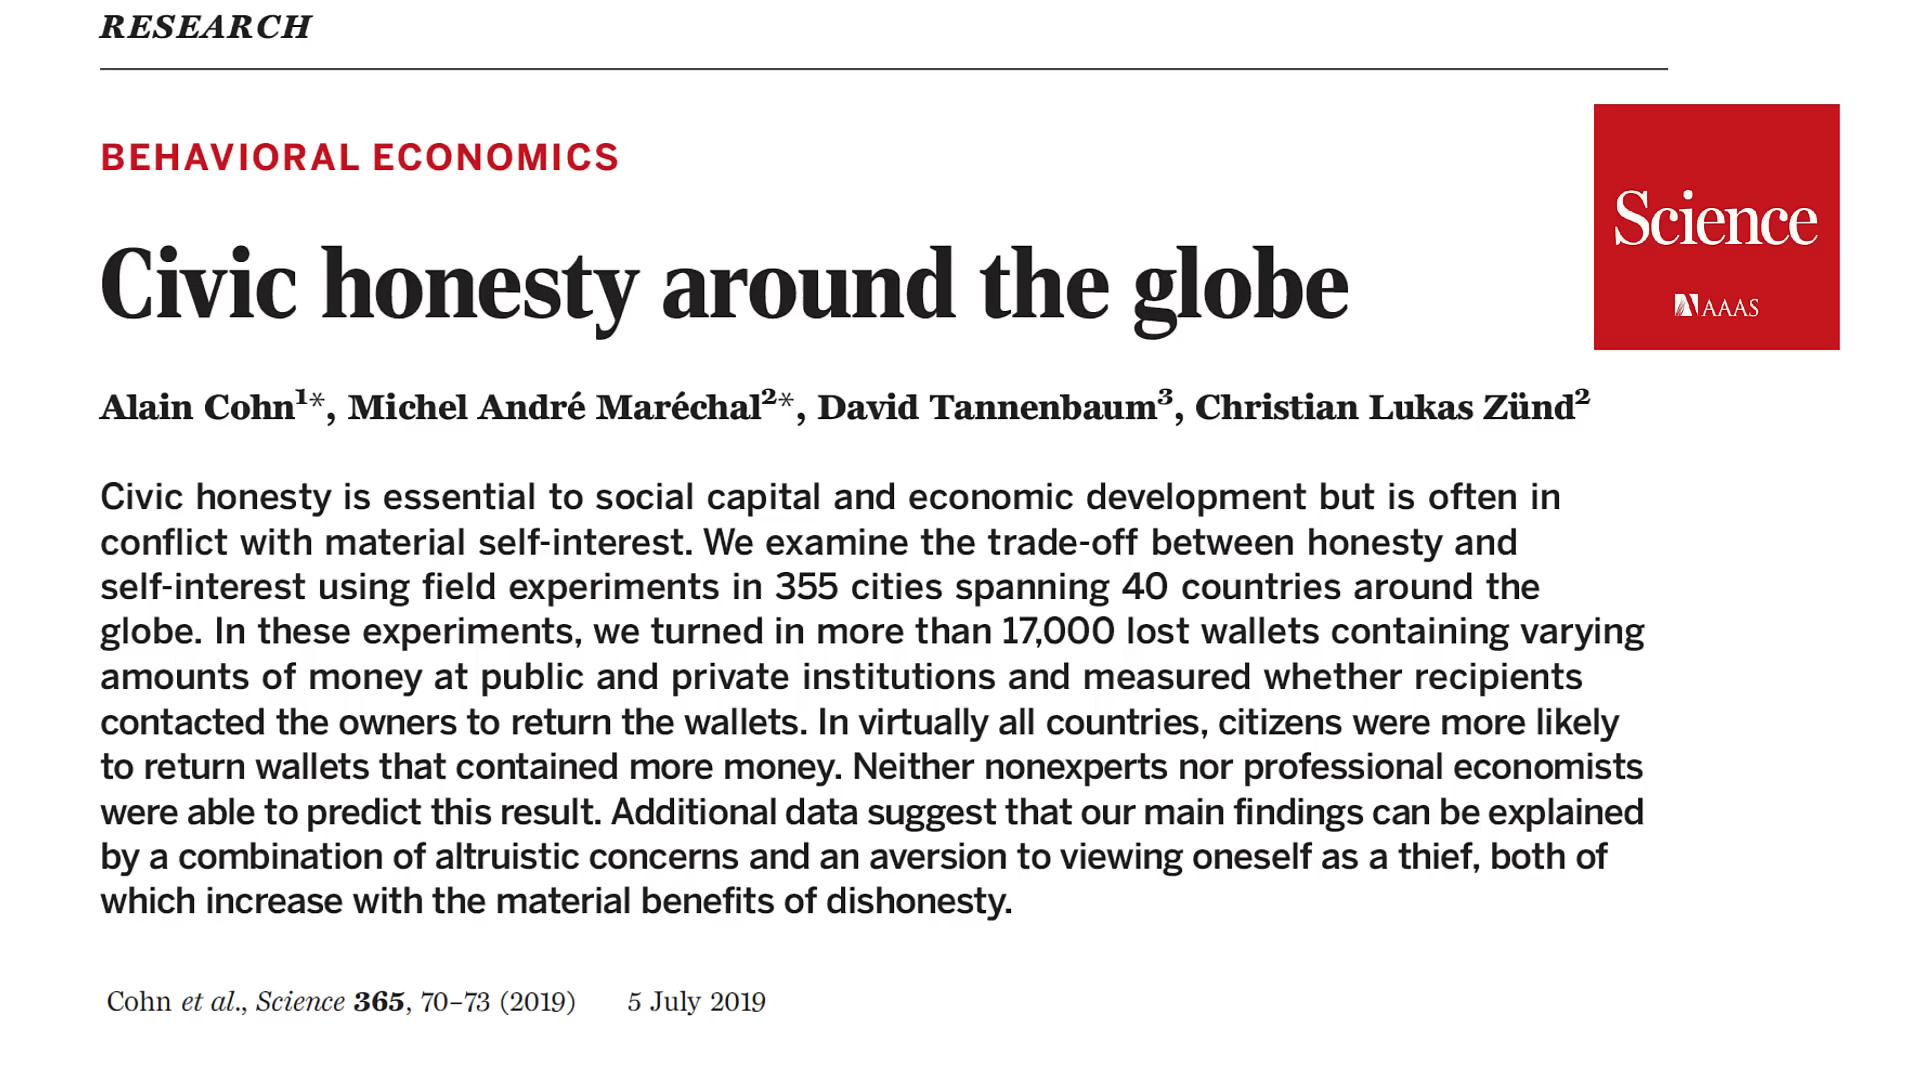 RESEARCH
BEHAVIORAL ECONOMICS
Science
AAAS
Civic honesty around the globe
Alain Cohn¹*, Michel André Maréchal²*, David Tannenbaum³, Christian Lukas Zünd²
Civic honesty is essential to social capital and economic development but is often in
conflict with material self-interest. We examine the trade-off between honesty and
self-interest using field experiments in 355 cities spanning 40 countries around the
globe. In these experiments, we turned in more than 17,000 lost wallets containing varying
amounts of money at public and private institutions and measured whether recipients
contacted the owners to return the wallets. In virtually all countries, citizens were more likely
to return wallets that contained more money. Neither nonexperts nor professional economists
were able to predict this result. Additional data suggest that our main findings can be explained
by a combination of altruistic concerns and an aversion to viewing oneself as a thief, both of
which increase with the material benefits of dishonesty.
Cohn et al., Science 365, 70–73 (2019) 5 July 2019